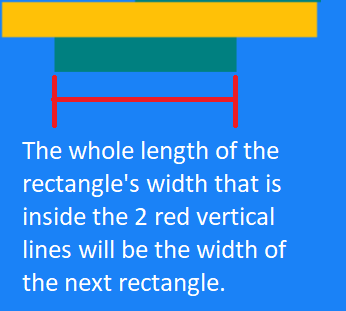 The whole length of the
rectangle's width that is
inside the 2 red vertical
lines will be the width of
the next rectangle.